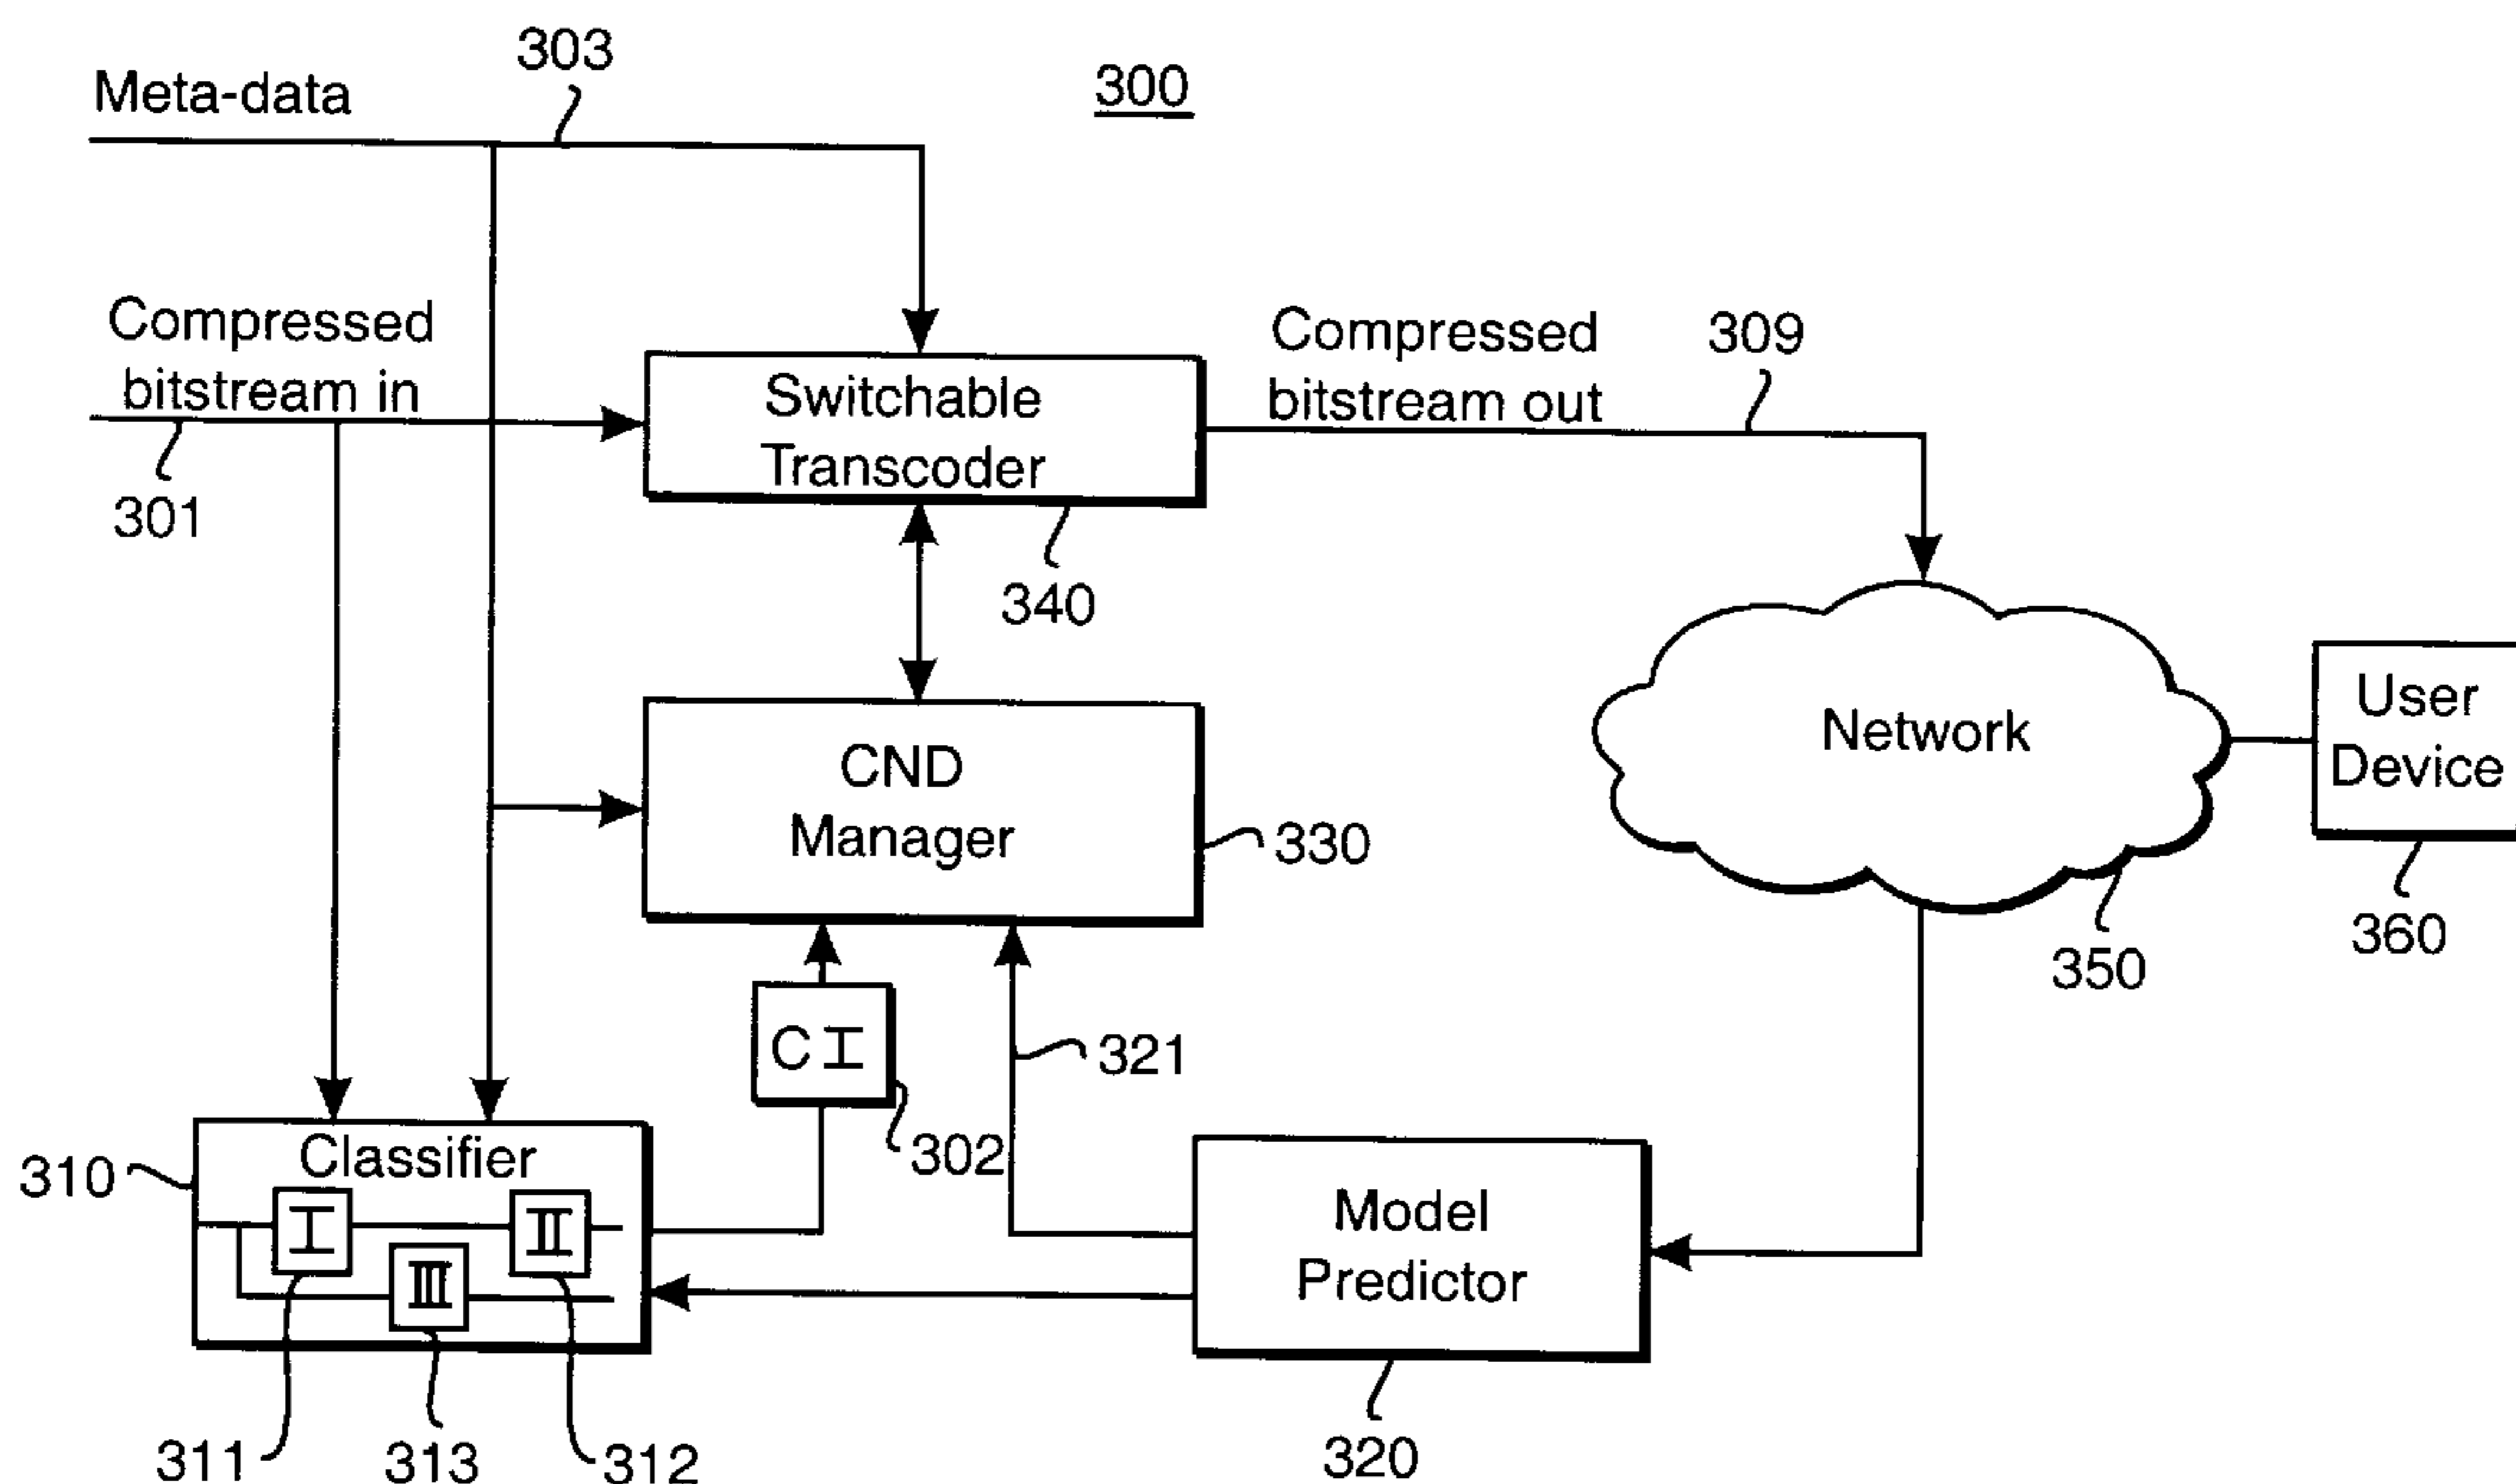 303
Meta-data
300
Compressed
bitstream in
301
Switchable
Transcoder
340
Compressed
bitstream out
309
CND
Manager
330
Network
350
User
Device
360
CI
302
321
Classifier
310
I
II
III
311
313
312
Model
Predictor
320